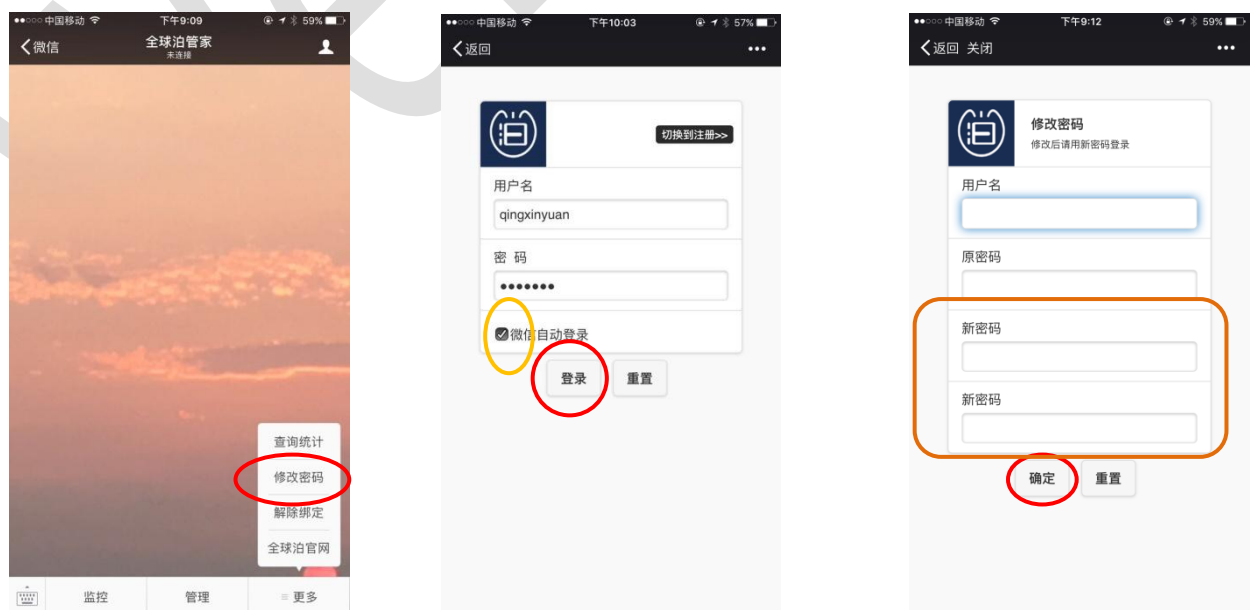 中国移动 下午9:09 59%
微信 全球泊管家
未连接
查询统计
修改密码
解除绑定
全球泊官网
监控 管理 更多
中国移动 下午10:03 57%
返回
泊
切换到注册>>
用户名
qingxinyuan
密 码
•••••••
微信自动登录
登录 重置
中国移动 下午9:12 59%
返回 关闭
泊
修改密码
修改后请用新密码登录
用户名
原密码
新密码
新密码
确定 重置